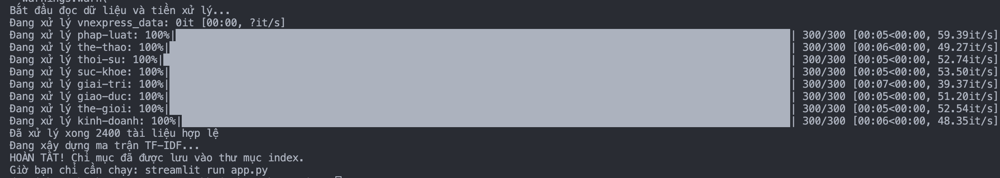 warnings.warn(
Bắt đầu đọc dữ liệu và tiền xử lý...
Đang xử lý vnexpress_data: 0it [00:00, ?it/s]
Đang xử lý phap-luat: 100%| | 300/300 [00:05<00:00, 59.39it/s]
Đang xử lý the-thao: 100%| | 300/300 [00:06<00:00, 49.27it/s]
Đang xử lý thoi-su: 100%| | 300/300 [00:05<00:00, 52.74it/s]
Đang xử lý suc-khoe: 100%| | 300/300 [00:05<00:00, 53.50it/s]
Đang xử lý giai-tri: 100%| | 300/300 [00:07<00:00, 39.37it/s]
Đang xử lý giao-duc: 100%| | 300/300 [00:05<00:00, 51.20it/s]
Đang xử lý the-gioi: 100%| | 300/300 [00:05<00:00, 52.54it/s]
Đang xử lý kinh-doanh: 100%| | 300/300 [00:06<00:00, 48.35it/s]
Đã xử lý xong 2400 tài liệu hợp lệ
Đang xây dựng ma trận TF-IDF...
HOÀN TẤT! Chỉ mục đã được lưu vào thư mục index.
Giờ bạn chỉ cần chạy: streamlit run app.py